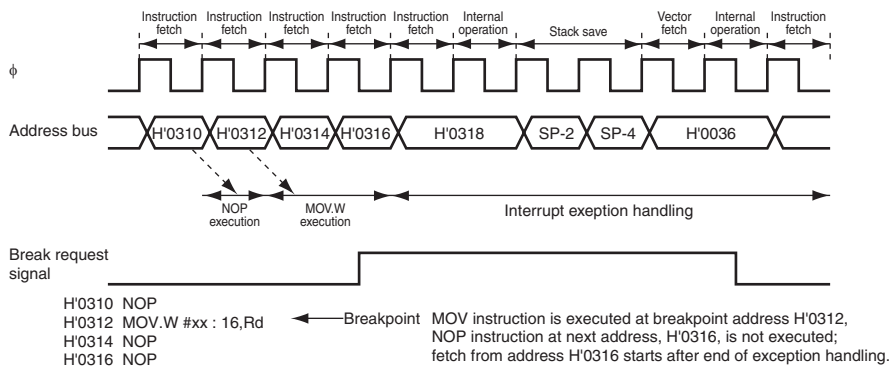 Instruction fetch Instruction fetch Instruction fetch Instruction fetch Instruction fetch Internal operation Stack save Vector fetch Internal operation Instruction fetch
ϕ
Address bus H'0310 H'0312 H'0314 H'0316 H'0318 SP-2 SP-4 H'0036
NOP execution MOV.W execution Interrupt exeption handling
Break request
signal
H'0310 NOP
H'0312 MOV.W #xx : 16,Rd Breakpoint MOV instruction is executed at breakpoint address H'0312,
H'0314 NOP NOP instruction at next address, H'0316, is not executed;
H'0316 NOP fetch from address H'0316 starts after end of exception handling.